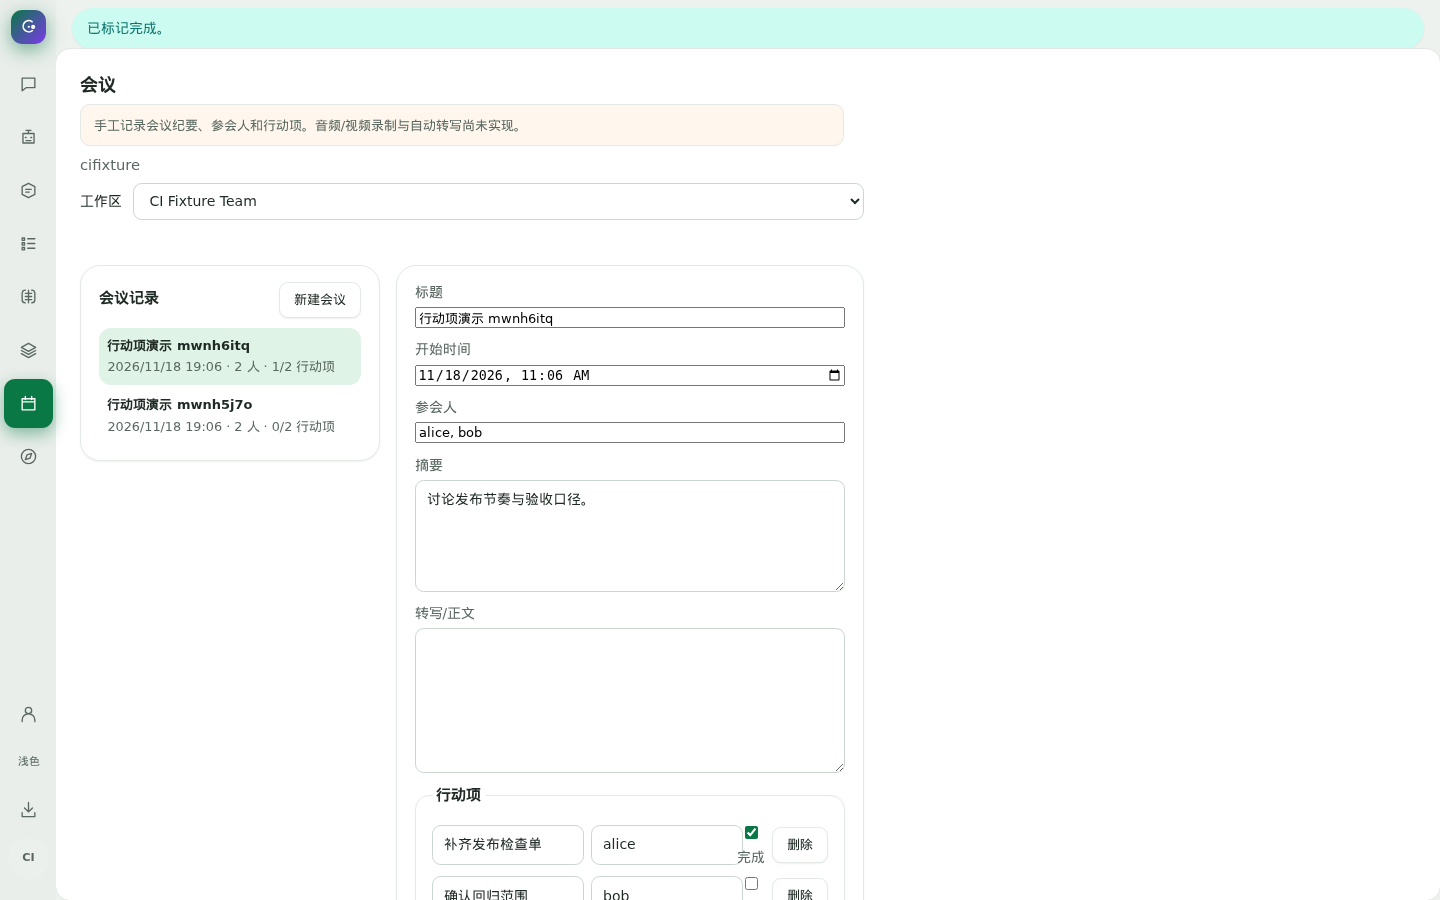 已标记完成。
会议
手工记录会议纪要、参会人和行动项。音频/视频录制与自动转写尚未实现。
cifixture
工作区 CI Fixture Team
会议记录 新建会议
行动项演示 mwnh6itq
2026/11/18 19:06 · 2 人 · 1/2 行动项
行动项演示 mwnh5j7o
2026/11/18 19:06 · 2 人 · 0/2 行动项
标题
行动项演示 mwnh6itq
开始时间
11/18/2026, 11:06 AM
参会人
alice, bob
摘要
讨论发布节奏与验收口径。
转写/正文
行动项
补齐发布检查单 alice 完成 删除
确认回归范围 bob 删除
浅色
CI